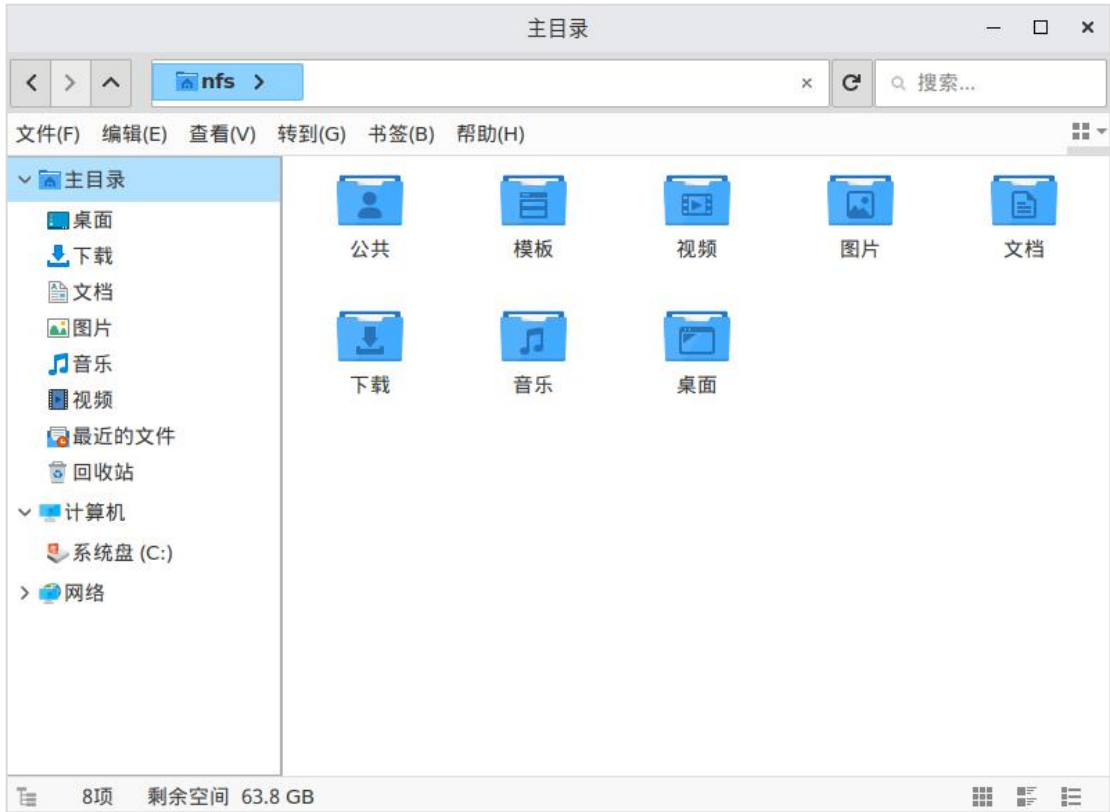 主目录
nfs
搜索...
文件(F) 编辑(E) 查看(V) 转到(G) 书签(B) 帮助(H)
主目录
桌面
下载
文档
图片
音乐
视频
最近的文件
回收站
计算机
系统盘 (C:)
网络
公共 模板 视频 图片 文档
下载 音乐 桌面
8项 剩余空间 63.8 GB